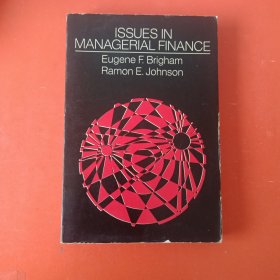 ISSUES IN
MANAGERIAL FINANCE
Eugene F. Brigham
Ramon E. Johnson